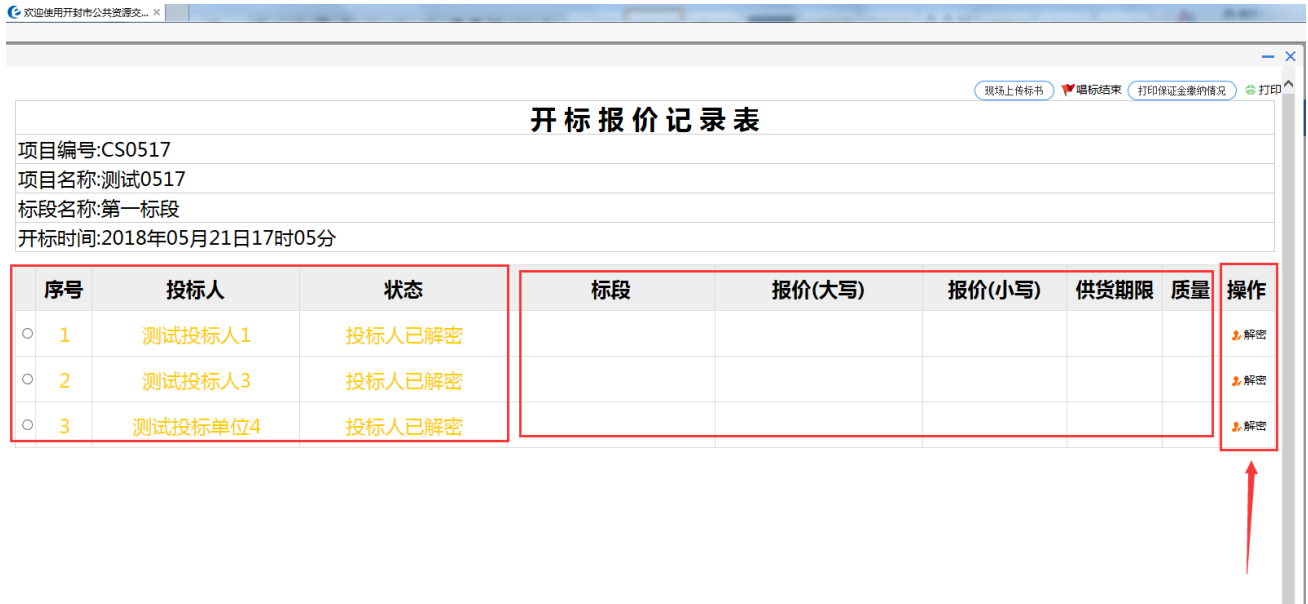 欢迎使用开封市公共资源交...
现场上传标书 唱标结束 打印保证金缴纳情况 打印
开标报价记录表
项目编号:CS0517
项目名称:测试0517
标段名称:第一标段
开标时间:2018年05月21日17时05分
序号 投标人 状态 标段 报价(大写) 报价(小写) 供货期限 质量 操作
1 测试投标人1 投标人已解密 解密
2 测试投标人3 投标人已解密 解密
3 测试投标单位4 投标人已解密 解密